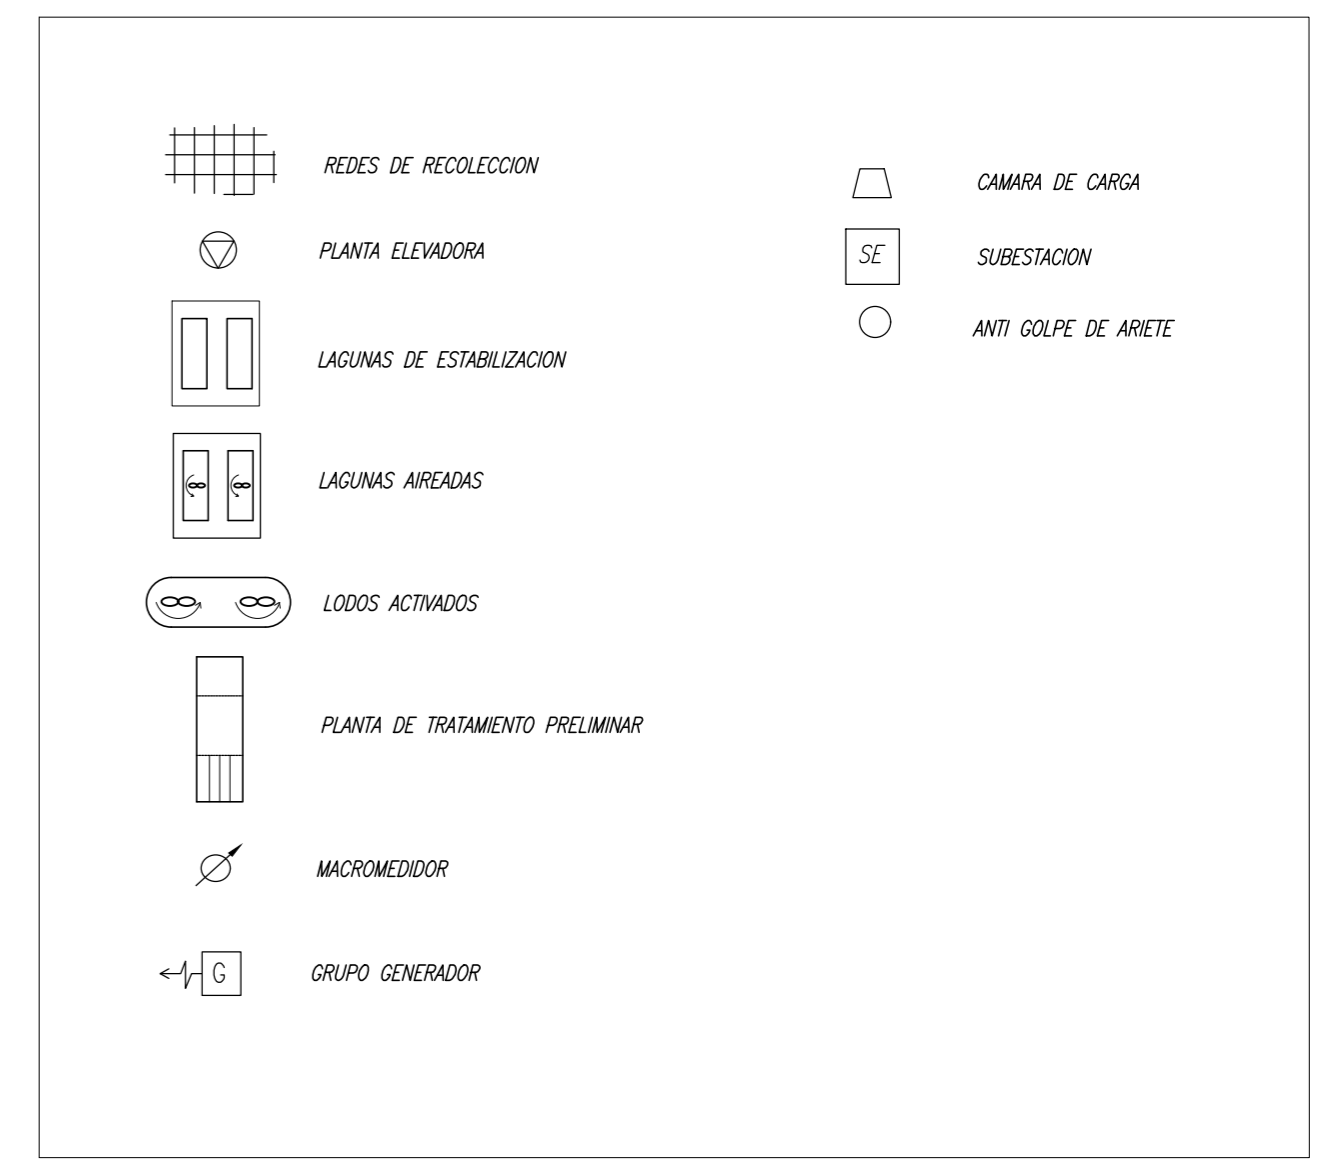 REDES DE RECOLECCION
PLANTA ELEVADORA
LAGUNAS DE ESTABILIZACION
LAGUNAS AIREADAS
LODOS ACTIVADOS
PLANTA DE TRATAMIENTO PRELIMINAR
MACROMEDIDOR
G
GRUPO GENERADOR
CAMARA DE CARGA
SE
SUBESTACION
ANTI GOLPE DE ARIETE